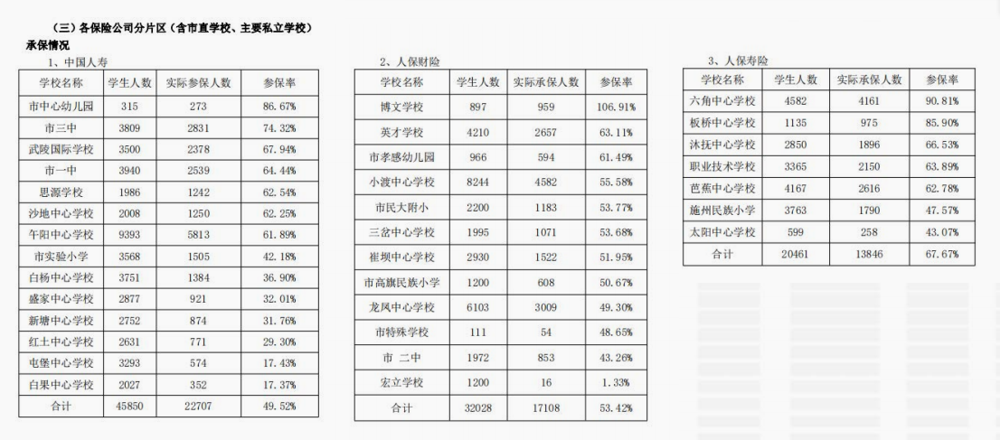 （三）各保险公司分片区（含市直学校、主要私立学校）
承保情况
1、中国人寿
学校名称 学生人数 实际参保人数 参保率
市中心幼儿园 315 273 86.67%
市三中 3809 2831 74.32%
武陵国际学校 3500 2378 67.94%
市一中 3940 2539 64.44%
思源学校 1986 1242 62.54%
沙地中心学校 2008 1250 62.25%
午阳中心学校 9393 5813 61.89%
市实验小学 3568 1505 42.18%
白杨中心学校 3751 1384 36.90%
盛家中心学校 2877 921 32.01%
新塘中心学校 2752 874 31.76%
红土中心学校 2631 771 29.30%
屯堡中心学校 3293 574 17.43%
白果中心学校 2027 352 17.37%
合计 45850 22707 49.52%
2、人保财险
学校名称 学生人数 实际承保人数 参保率
博文学校 897 959 106.91%
英才学校 4210 2657 63.11%
市孝感幼儿园 966 594 61.49%
小渡中心学校 8244 4582 55.58%
市民大附小 2200 1183 53.77%
三岔中心学校 1995 1071 53.68%
崔坝中心学校 2930 1522 51.95%
市高旗民族小学 1200 608 50.67%
龙凤中心学校 6103 3009 49.30%
市特殊学校 111 54 48.65%
市 二中 1972 853 43.26%
宏立学校 1200 16 1.33%
合计 32028 17108 53.42%
3、人保寿险
学校名称 学生人数 实际承保人数 参保率
六角中心学校 4582 4161 90.81%
板桥中心学校 1135 975 85.90%
沐抚中心学校 2850 1896 66.53%
职业技术学校 3365 2150 63.89%
芭蕉中心学校 4167 2616 62.78%
施州民族小学 3763 1790 47.57%
太阳中心学校 599 258 43.07%
合计 20461 13846 67.67%